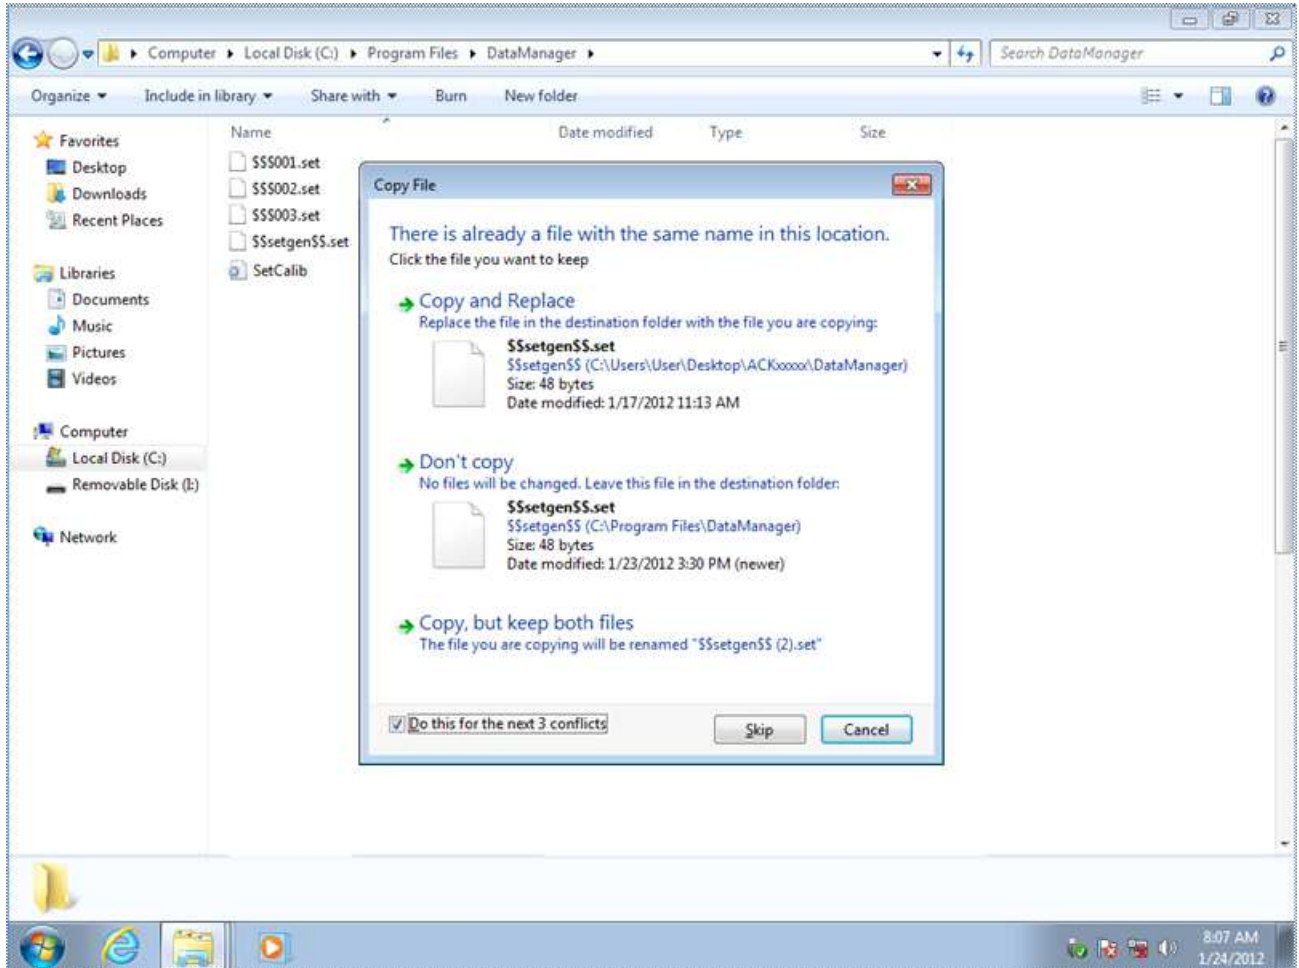 Computer ▸ Local Disk (C:) ▸ Program Files ▸ DataManager ▸
Search DataManager
Organize Include in library Share with Burn New folder
Name Date modified Type Size
Favorites
Desktop
Downloads
Recent Places
Libraries
Documents
Music
Pictures
Videos
Computer
Local Disk (C:)
Removable Disk (I:)
Network
$$$001.set
$$$002.set
$$$003.set
$$setgen$$.set
SetCalib
Copy File
There is already a file with the same name in this location.
Click the file you want to keep
Copy and Replace
Replace the file in the destination folder with the file you are copying:
$$setgen$$.set
$$setgen$$ (C:\Users\User\Desktop\ACKxxxxx\DataManager)
Size: 48 bytes
Date modified: 1/17/2012 11:13 AM
Don't copy
No files will be changed. Leave this file in the destination folder:
$$setgen$$.set
$$setgen$$ (C:\Program Files\DataManager)
Size: 48 bytes
Date modified: 1/23/2012 3:30 PM (newer)
Copy, but keep both files
The file you are copying will be renamed "$$setgen$$ (2).set"
Do this for the next 3 conflicts
Skip Cancel
8:07 AM
1/24/2012